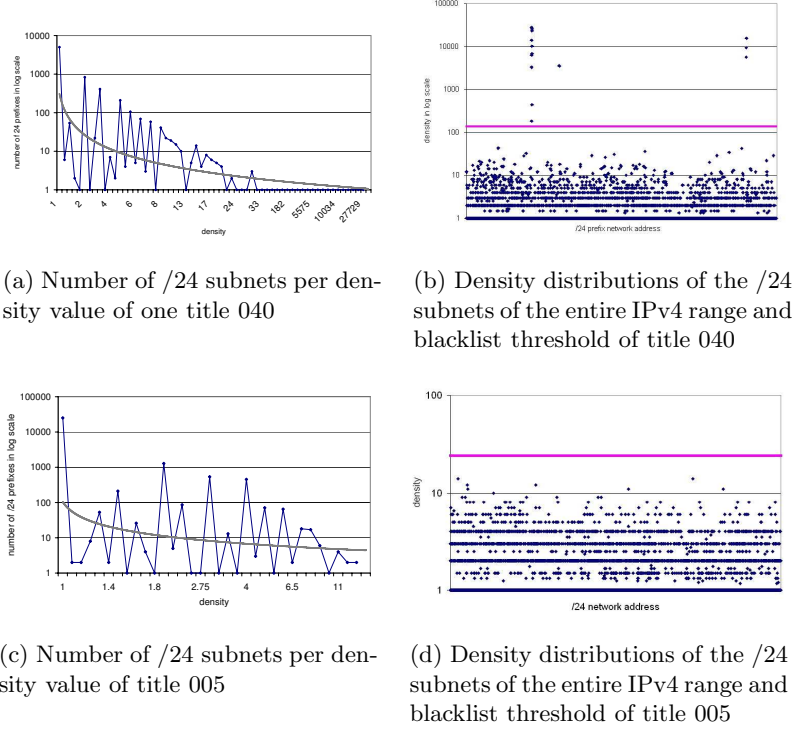 100000
10000
1000
100
10
1
number of 24 prefixes in log scale
1 2 4 6 8 13 17 24 33 182 5575 10034 27729
density
100000
10000
1000
100
10
1
density in log scale
/24 prefix network address
(a) Number of /24 subnets per den-
sity value of one title 040
(b) Density distributions of the /24
subnets of the entire IPv4 range and
blacklist threshold of title 040
100000
10000
1000
100
10
1
number of /24 prefixes in log scale
1 1.4 1.8 2.75 4 6.5 11
density
100
10
1
density
/24 network address
(c) Number of /24 subnets per den-
sity value of title 005
(d) Density distributions of the /24
subnets of the entire IPv4 range and
blacklist threshold of title 005